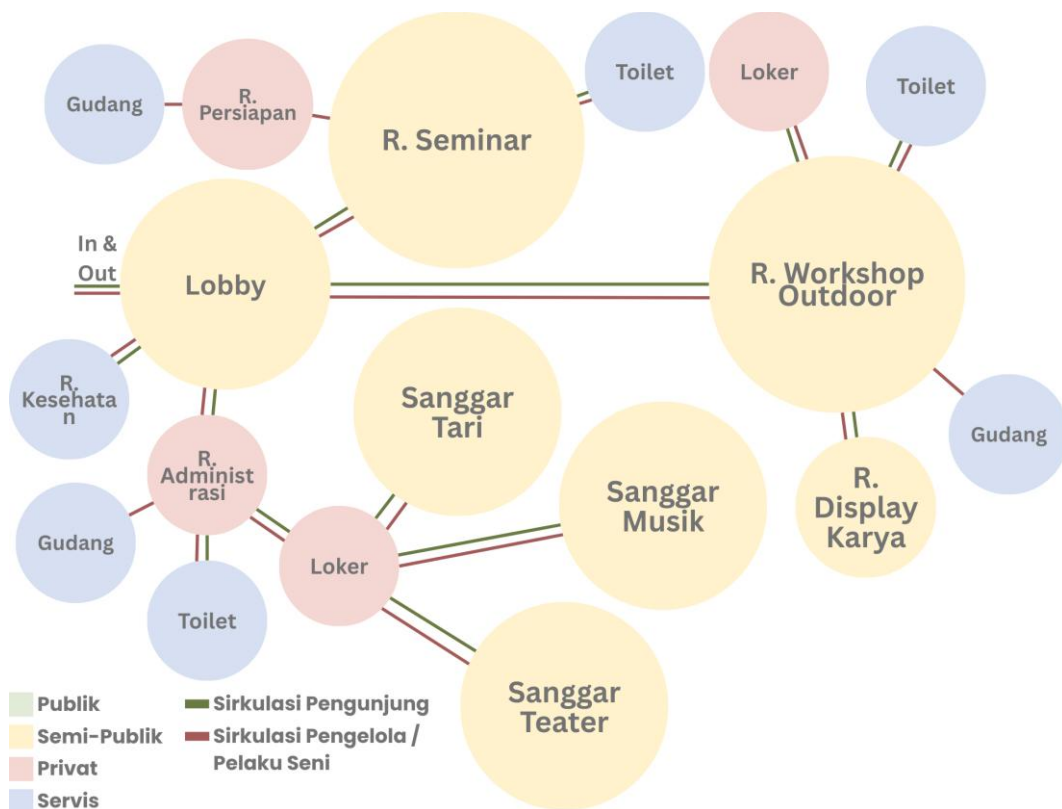 Gudang
R.
Persiapan
R. Seminar
Toilet
Loker
Toilet
In &
Out
Lobby
R. Workshop
Outdoor
R.
Kesehata
n
Sanggar
Tari
R.
Administ
rasi
Sanggar
Musik
Gudang
R.
Display
Karya
Gudang
Loker
Toilet
Sanggar
Teater
Publik
Semi-Publik
Privat
Servis
Sirkulasi Pengunjung
Sirkulasi Pengelola /
Pelaku Seni